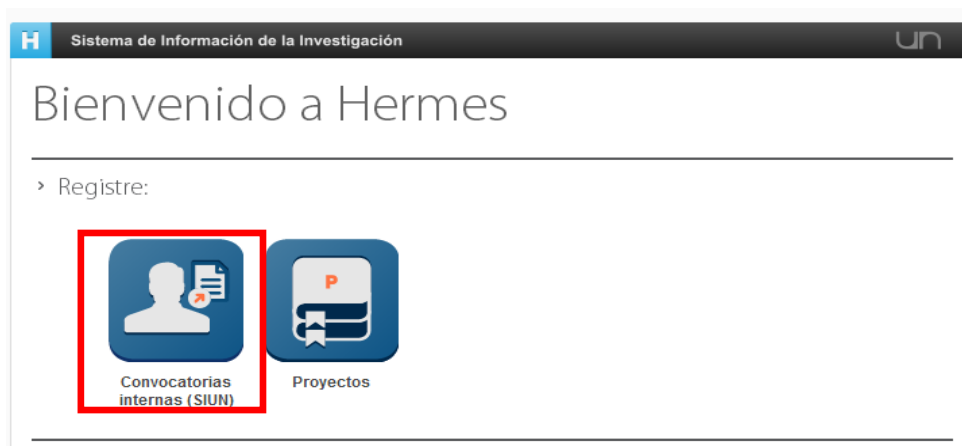 H Sistema de Información de la Investigación un
Bienvenido a Hermes
› Registre:
P
Convocatorias
internas (SIUN)
Proyectos